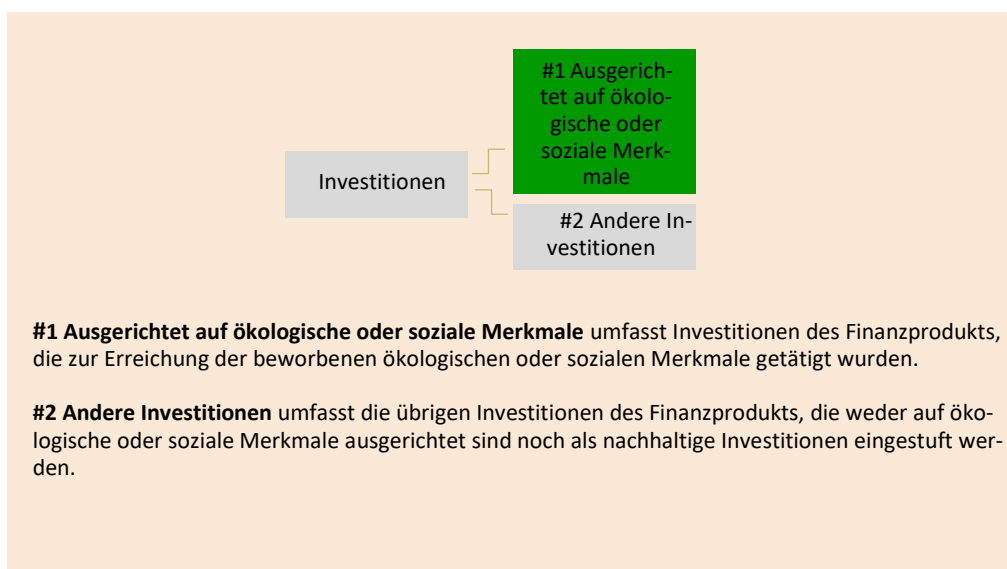 #1 Ausgerich-
tet auf ökolo-
gische oder
soziale Merk-
male
Investitionen
#2 Andere In-
vestitionen
#1 Ausgerichtet auf ökologische oder soziale Merkmale umfasst Investitionen des Finanzprodukts,
die zur Erreichung der beworbenen ökologischen oder sozialen Merkmale getätigt wurden.
#2 Andere Investitionen umfasst die übrigen Investitionen des Finanzprodukts, die weder auf öko-
logische oder soziale Merkmale ausgerichtet sind noch als nachhaltige Investitionen eingestuft wer-
den.